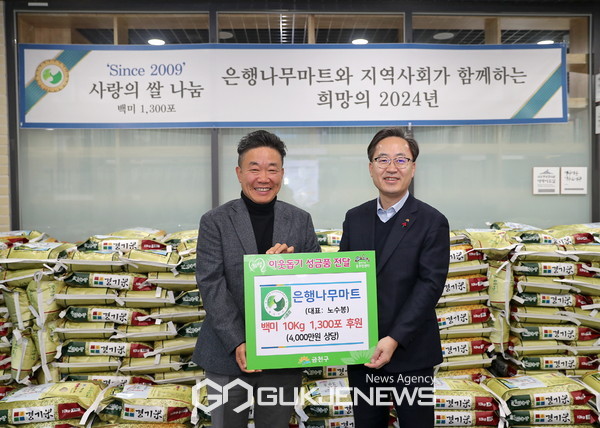 'Since 2009'
사랑의 쌀 나눔
백미 1,300포
은행나무마트와 지역사회가 함께하는
희망의 2024년
이웃돕기 성금품 전달
은행나무마트
(대표: 노수봉)
백미 10Kg 1,300포 후원
(4,000만원 상당)
금천구
경기米
News Agency
GUKJENEWS